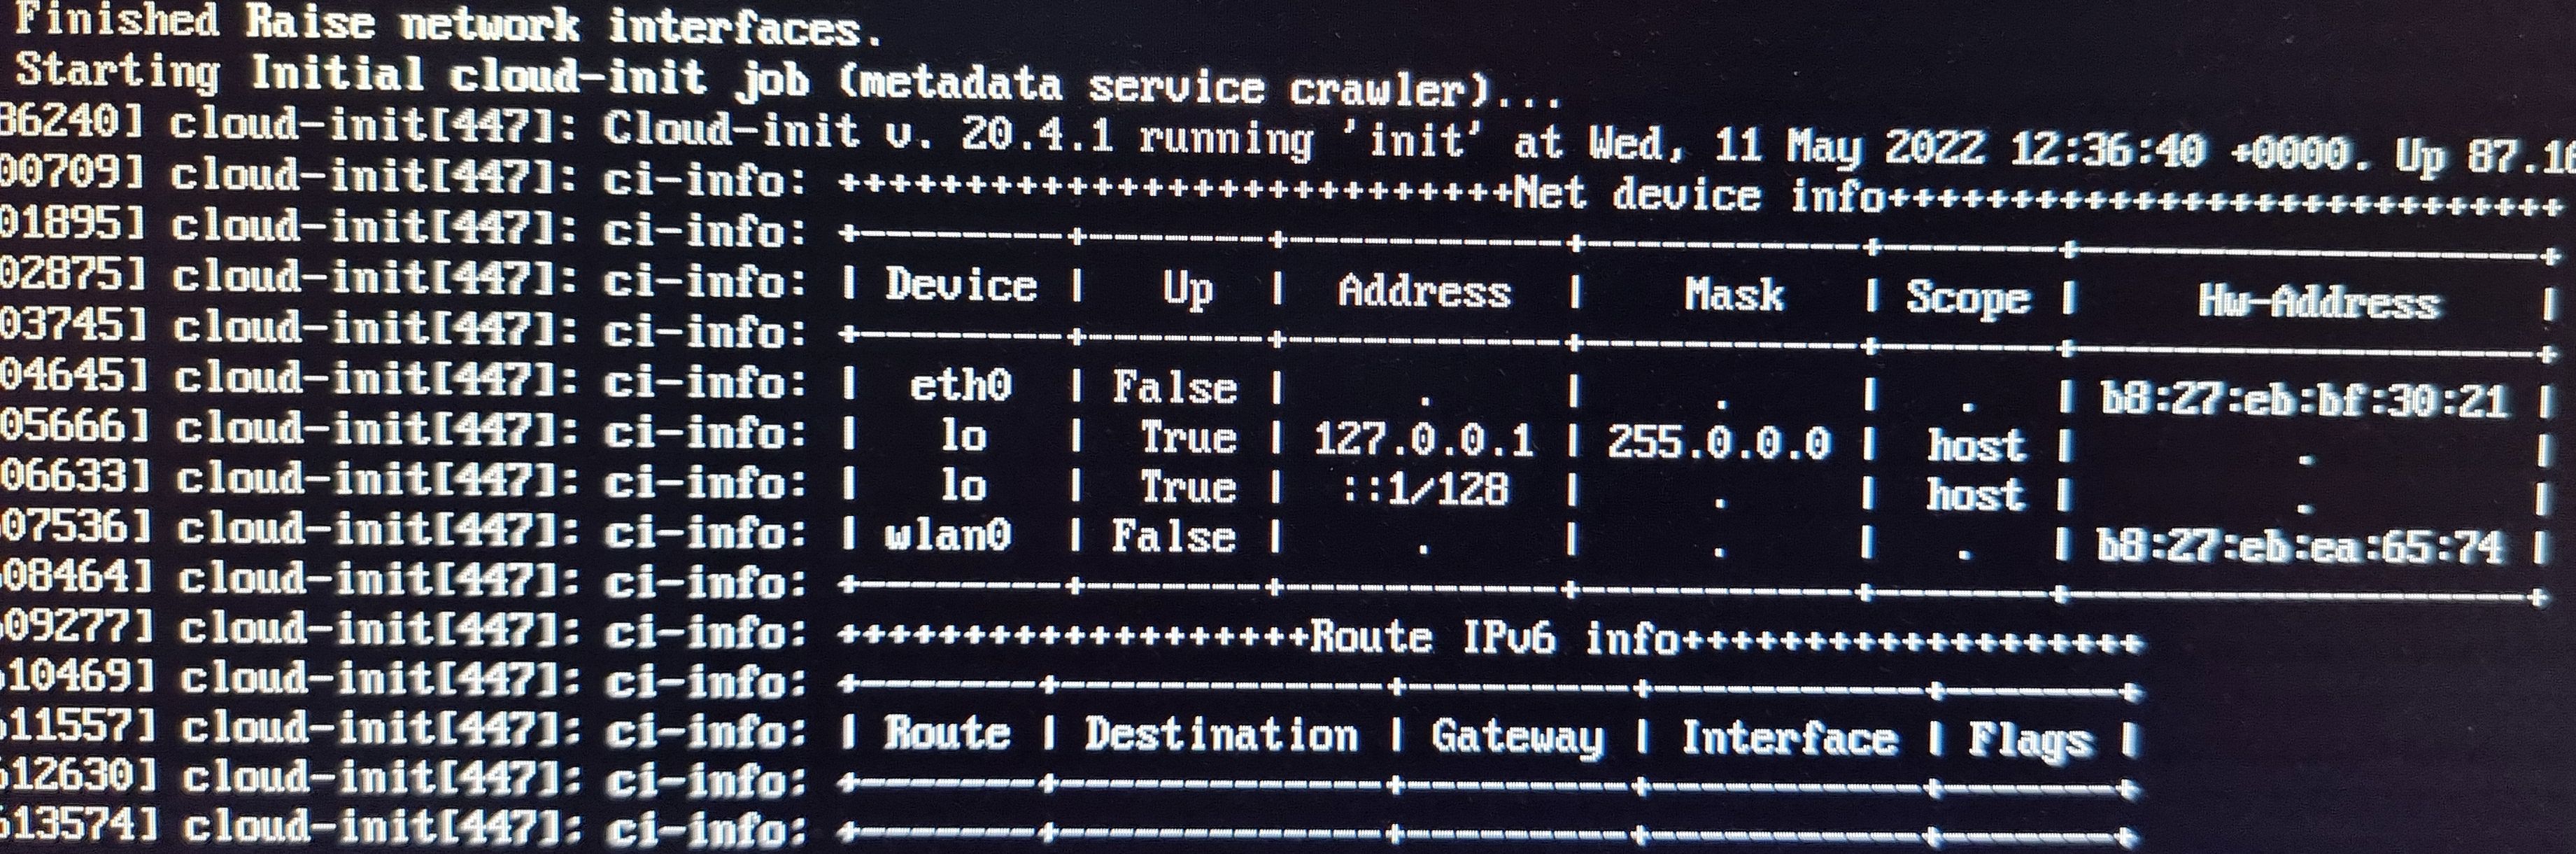 Finished Raise network interfaces.
Starting Initial cloud-init job (metadata service crawler)...
86240] cloud-init[447]: Cloud-init v. 20.4.1 running 'init' at Wed, 11 May 2022 12:36:40 +0000. Up 87.16
00709] cloud-init[447]: ci-info: +++++++++++++++++++++++++++Net device info+++++++++++++++++++++++++++
01895] cloud-init[447]: ci-info: +--------+-------+-----------+-----------+-------+-------------------+
02875] cloud-init[447]: ci-info: | Device |   Up  |  Address  |    Mask   | Scope |     Hw-Address    |
03745] cloud-init[447]: ci-info: +--------+-------+-----------+-----------+-------+-------------------+
04645] cloud-init[447]: ci-info: |  eth0  | False |     .     |     .     |   .   | b8:27:eb:bf:30:21 |
05666] cloud-init[447]: ci-info: |   lo   |  True | 127.0.0.1 | 255.0.0.0 |  host |         .         |
06633] cloud-init[447]: ci-info: |   lo   |  True |  ::1/128  |     .     |  host |         .         |
07536] cloud-init[447]: ci-info: | wlan0  | False |     .     |     .     |   .   | b8:27:eb:ea:65:74 |
08464] cloud-init[447]: ci-info: +--------+-------+-----------+-----------+-------+-------------------+
09277] cloud-init[447]: ci-info: +++++++++++++++++++Route IPv6 info+++++++++++++++++++
10469] cloud-init[447]: ci-info: +-------+-------------+---------+-----------+-------+
11557] cloud-init[447]: ci-info: | Route | Destination | Gateway | Interface | Flags |
12630] cloud-init[447]: ci-info: +-------+-------------+---------+-----------+-------+
13574] cloud-init[447]: ci-info: +-------+-------------+---------+-----------+-------+